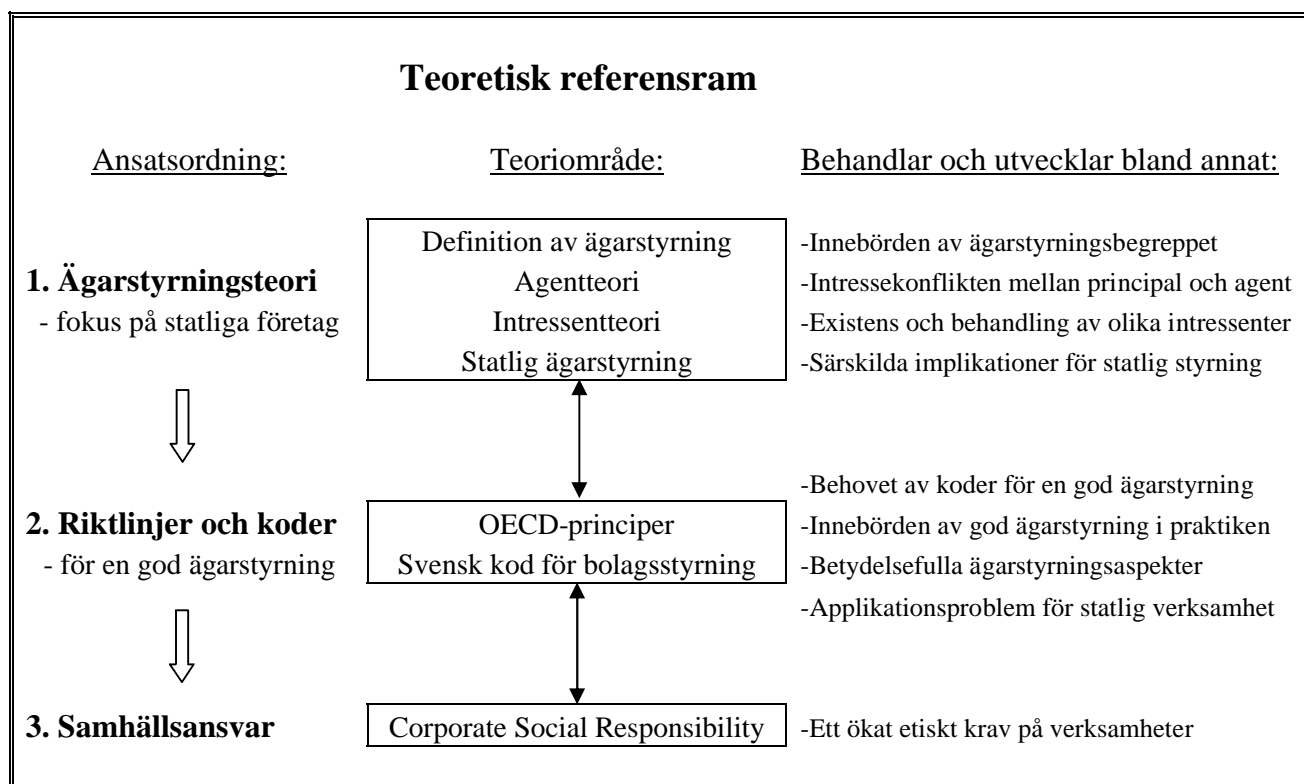 Teoretisk referensram
Ansatsordning:
Teoriområde:
Behandlar och utvecklar bland annat:
1. Ägarstyrningsteori
- fokus på statliga företag
Definition av ägarstyrning
Agentteori
Intressentteori
Statlig ägarstyrning
-Innebörden av ägarstyrningsbegreppet
-Intressekonflikten mellan principal och agent
-Existens och behandling av olika intressenter
-Särskilda implikationer för statlig styrning
2. Riktlinjer och koder
- för en god ägarstyrning
OECD-principer
Svensk kod för bolagsstyrning
-Behovet av koder för en god ägarstyrning
-Innebörden av god ägarstyrning i praktiken
-Betydelsefulla ägarstyrningsaspekter
-Applikationsproblem för statlig verksamhet
3. Samhällsansvar
Corporate Social Responsibility
-Ett ökat etiskt krav på verksamheter